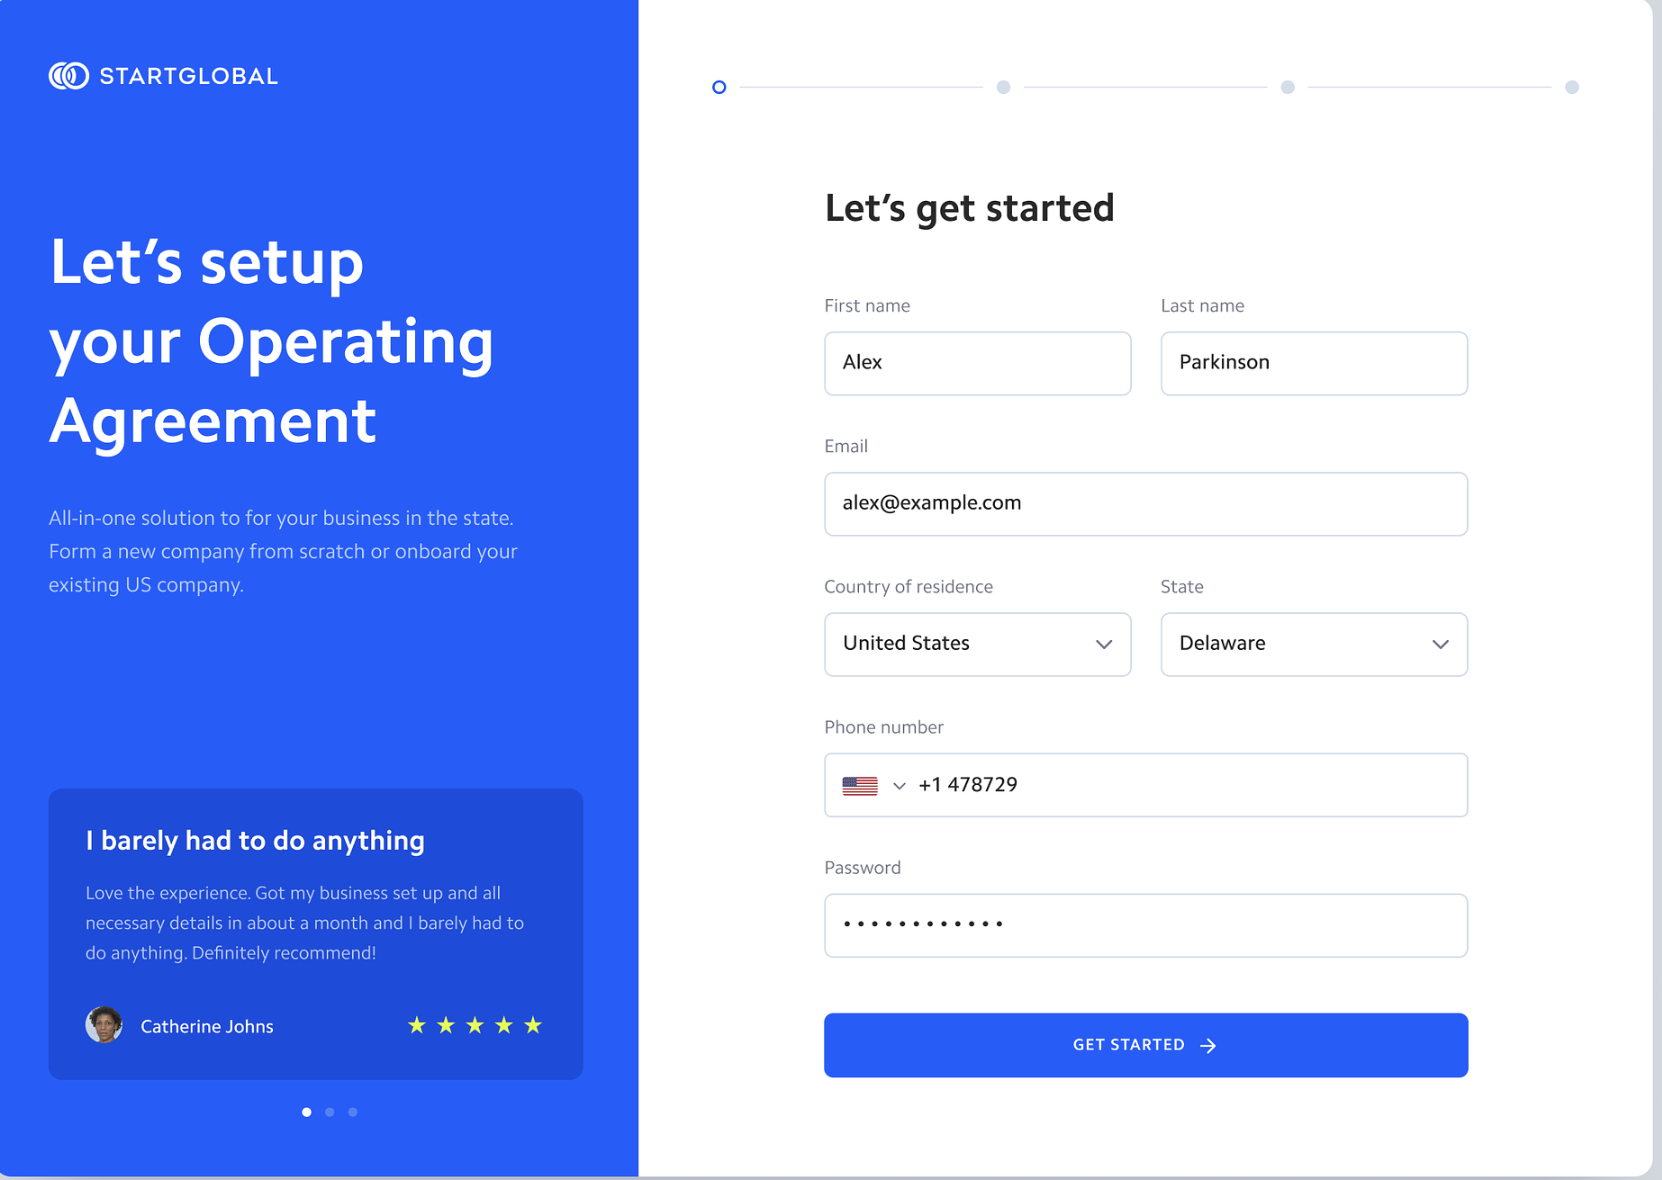 STARTGLOBAL
Let’s setup
your Operating
Agreement
All-in-one solution to for your business in the state.
Form a new company from scratch or onboard your
existing US company.
I barely had to do anything
Love the experience. Got my business set up and all
necessary details in about a month and I barely had to
do anything. Definitely recommend!
Catherine Johns
Let’s get started
First name
Last name
Alex
Parkinson
Email
alex@example.com
Country of residence
State
United States
Delaware
Phone number
+1 478729
Password
GET STARTED